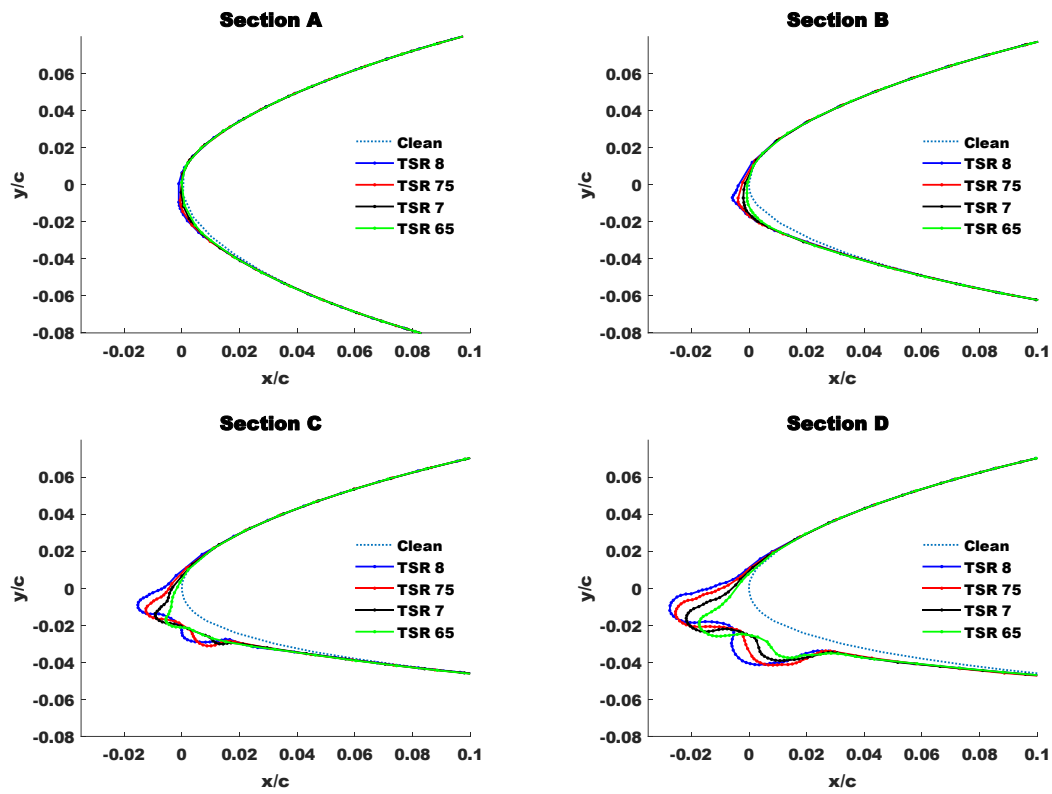 Section A
0.06
0.04
0.02
0
-0.02
-0.04
-0.06
-0.08
y/c
-0.02 0 0.02 0.04 0.06 0.08 0.1
x/c
Clean
TSR 8
TSR 75
TSR 7
TSR 65
Section B
0.06
0.04
0.02
0
-0.02
-0.04
-0.06
-0.08
y/c
-0.02 0 0.02 0.04 0.06 0.08 0.1
x/c
Clean
TSR 8
TSR 75
TSR 7
TSR 65
Section C
0.06
0.04
0.02
0
-0.02
-0.04
-0.06
-0.08
y/c
-0.02 0 0.02 0.04 0.06 0.08 0.1
x/c
Clean
TSR 8
TSR 75
TSR 7
TSR 65
Section D
0.06
0.04
0.02
0
-0.02
-0.04
-0.06
-0.08
y/c
-0.02 0 0.02 0.04 0.06 0.08 0.1
x/c
Clean
TSR 8
TSR 75
TSR 7
TSR 65